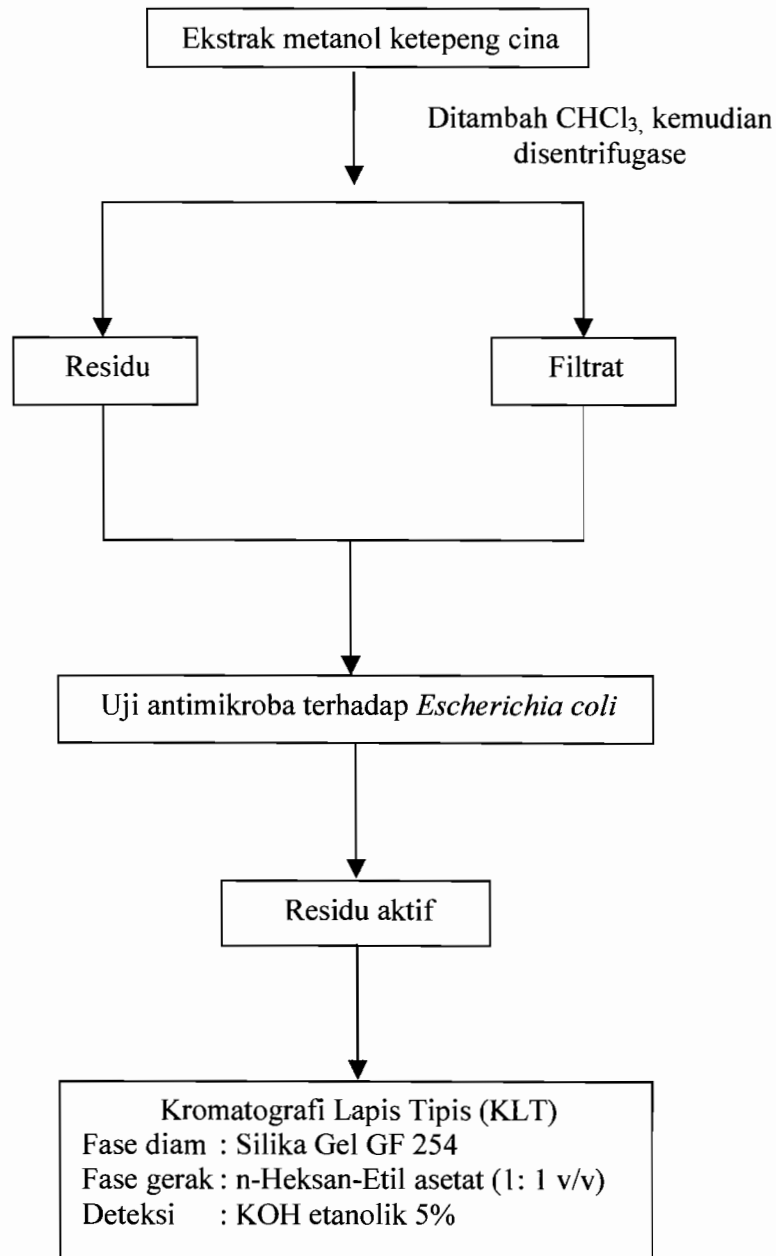 Ekstrak metanol ketepeng cina
Ditambah CHCl₃, kemudian
disentrifugase
Residu
Filtrat
Uji antimikroba terhadap Escherichia coli
Residu aktif
Kromatografi Lapis Tipis (KLT)
Fase diam : Silika Gel GF 254
Fase gerak : n-Heksan-Etil asetat (1: 1 v/v)
Deteksi : KOH etanolik 5%